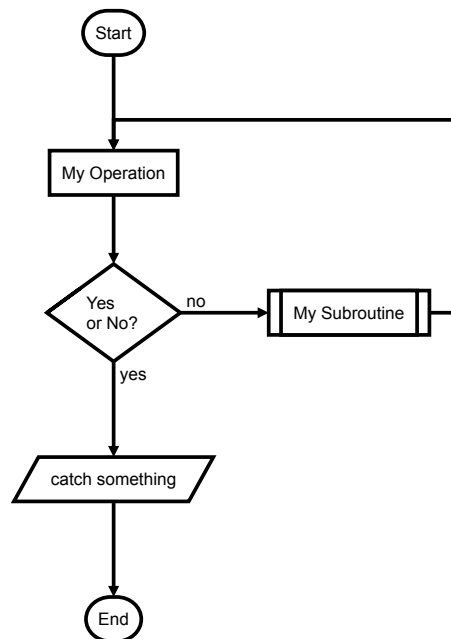 Start
My Operation
Yes
or No?
no
My Subroutine
yes
catch something
End